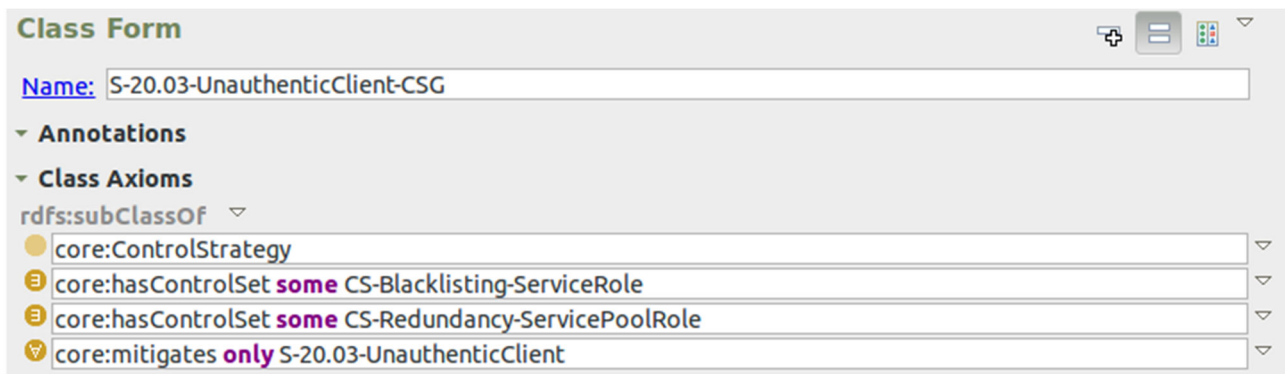 Class Form
Name: S-20.03-UnauthenticClient-CSG
Annotations
Class Axioms
rdfs:subClassOf
core:ControlStrategy
core:hasControlSet some CS-Blacklisting-ServiceRole
core:hasControlSet some CS-Redundancy-ServicePoolRole
core:mitigates only S-20.03-UnauthenticClient